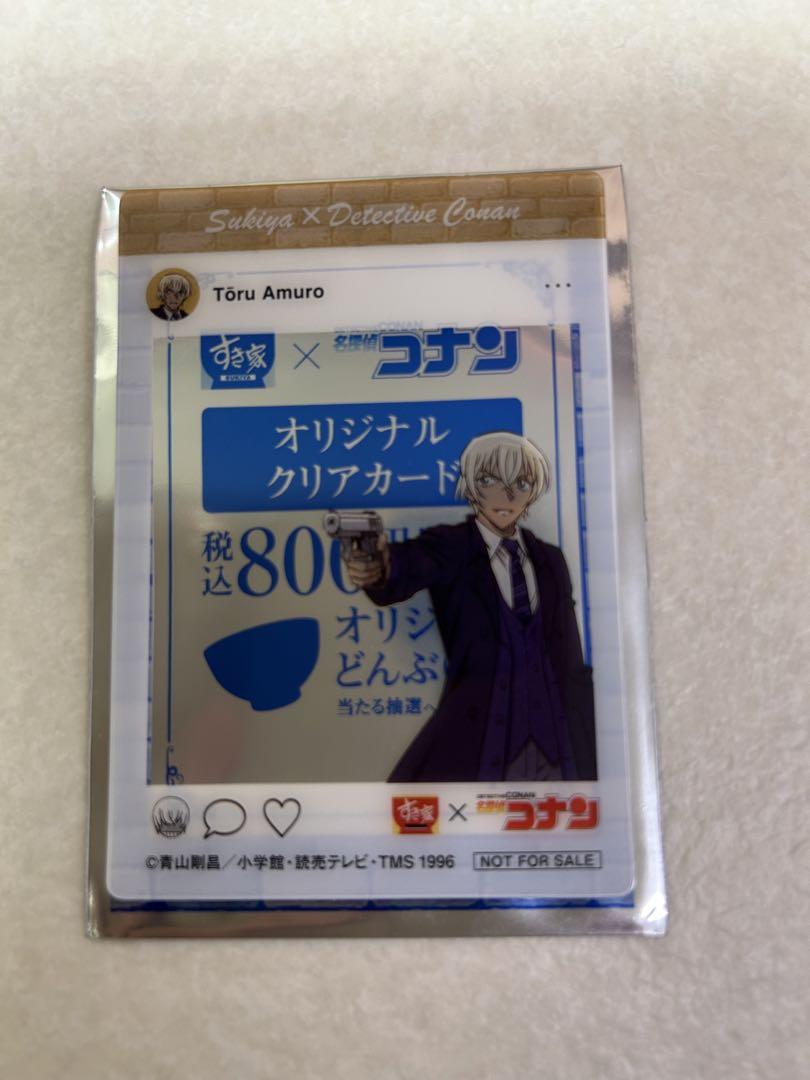 Sukiya × Detective Conan
Tōru Amuro
...
すき家 × 名探偵コナン CONAN
SUKIYA
オリジナル
クリアカード
税込800
オリジ
どんぶ
当たる抽選へ
すき家 × 名探偵コナン DETECTIVE CONAN
©青山剛昌／小学館・読売テレビ・TMS 1996 NOT FOR SALE